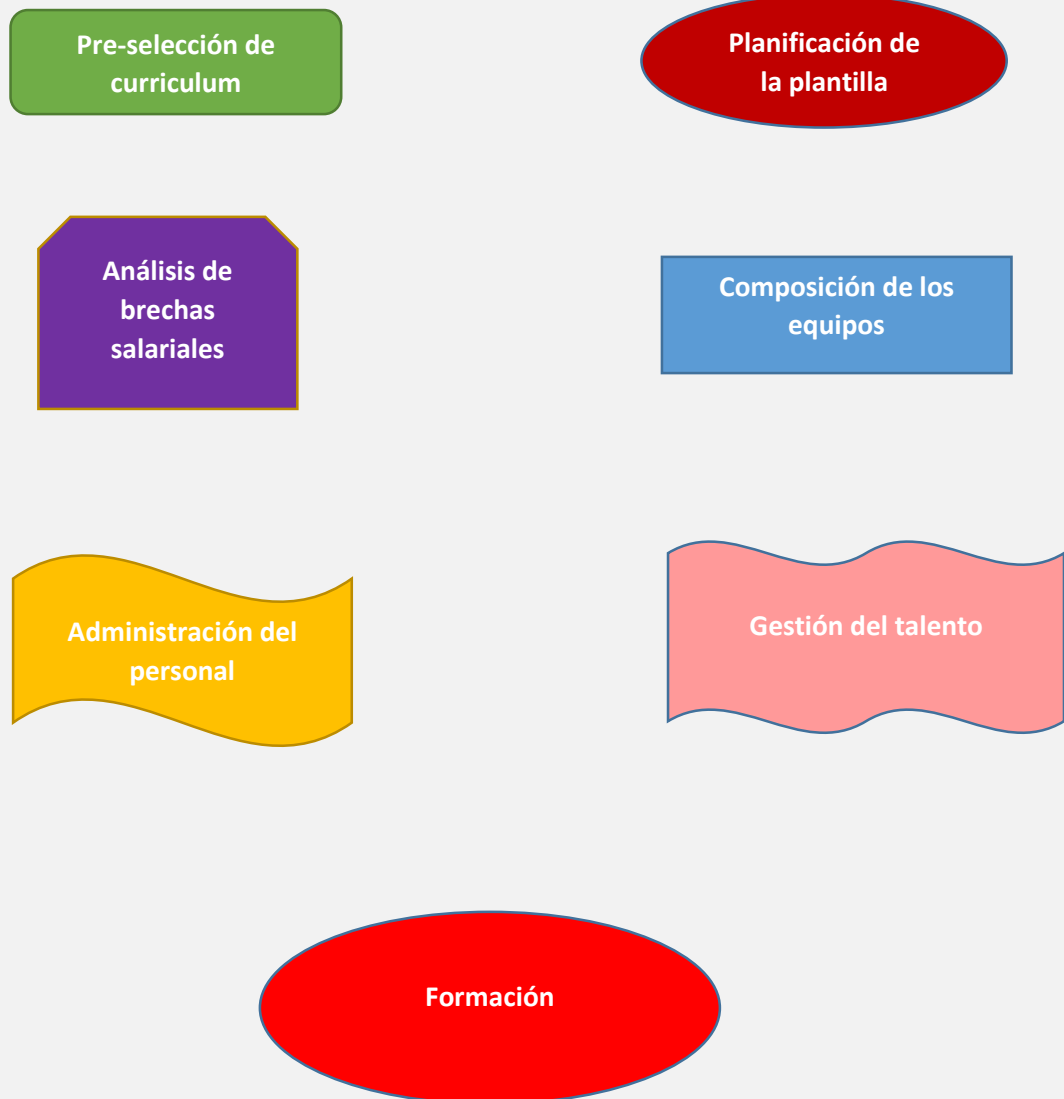 Pre-selección de
curriculum
Planificación de
la plantilla
Análisis de
brechas
salariales
Composición de los
equipos
Administración del
personal
Gestión del talento
Formación